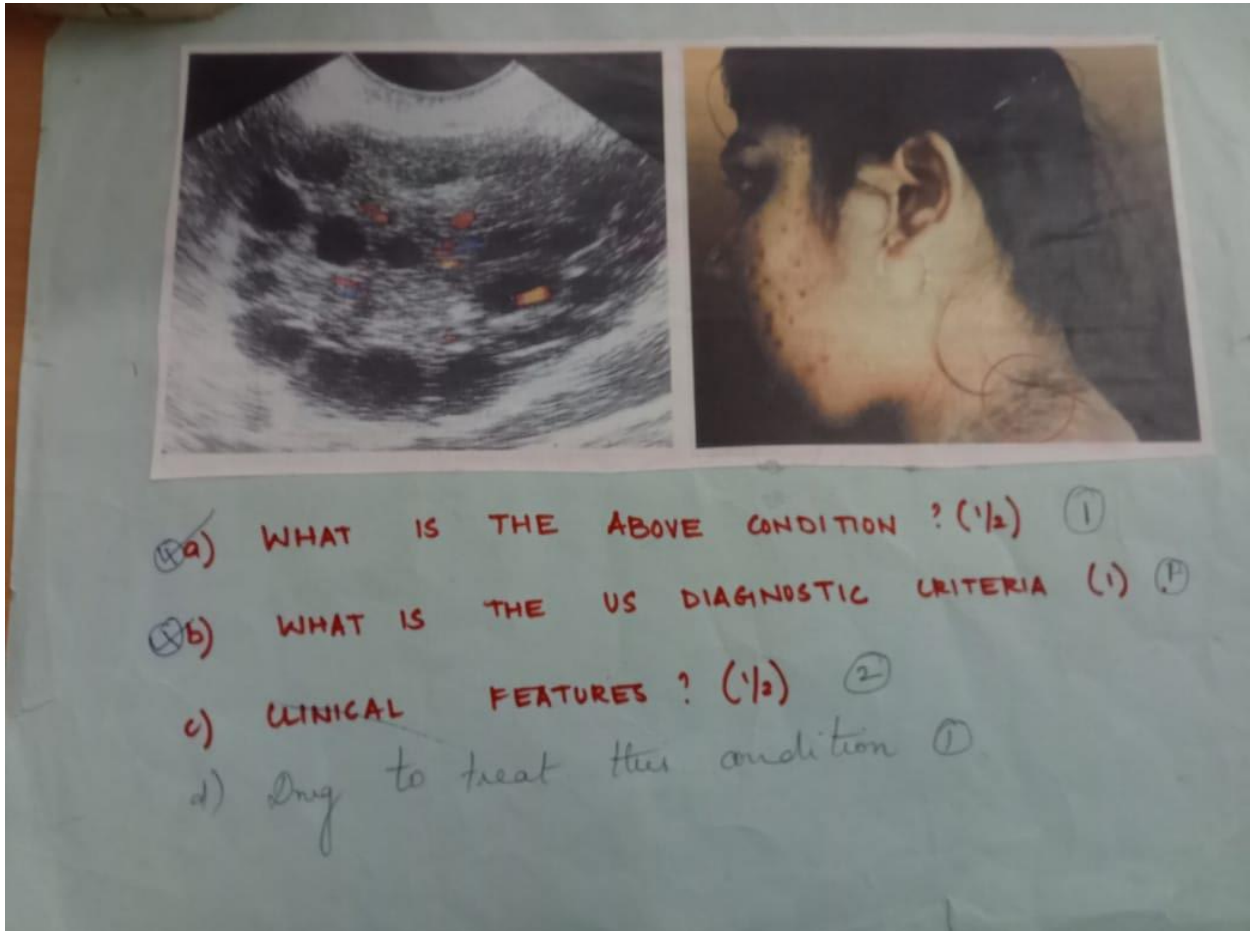 4 a) WHAT IS THE ABOVE CONDITION ? (1/2) 1
b) WHAT IS THE US DIAGNOSTIC CRITERIA (1)
c) CLINICAL FEATURES ? (1/2) 2
d) Drug to treat this condition 1